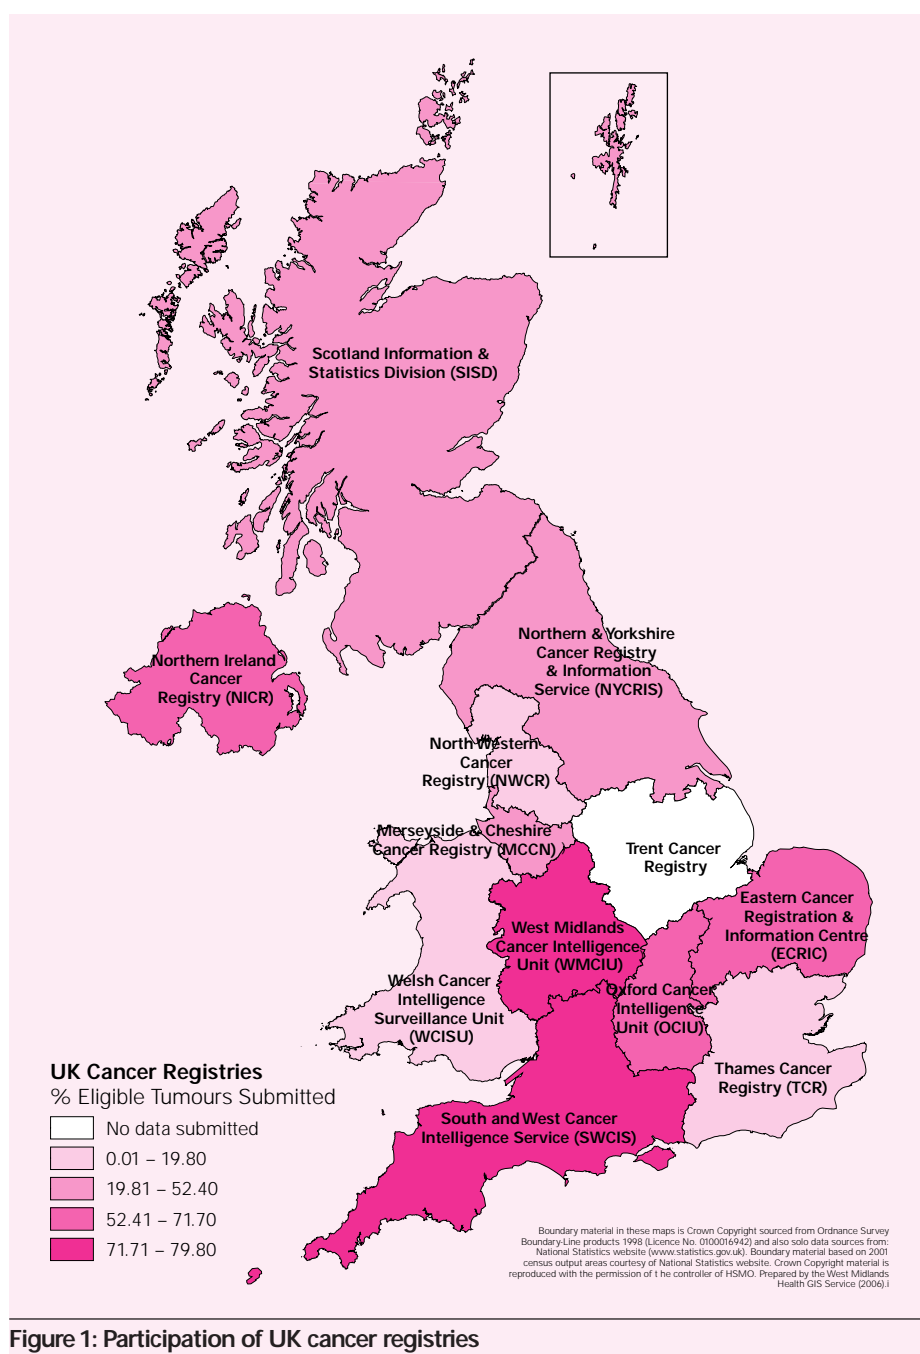 Scotland Information &
Statistics Division (SISD)
Northern & Yorkshire
Cancer Registry
& Information
Service (NYCRIS)
Northern Ireland
Cancer
Registry (NICR)
North Western
Cancer
Registry (NWCR)
Merseyside & Cheshire
Cancer Registry (MCCN)
Trent Cancer
Registry
Eastern Cancer
Registration &
Information Centre
(ECRIC)
West Midlands
Cancer Intelligence
Unit (WMCIU)
Oxford Cancer
Intelligence
Unit (OCIU)
Welsh Cancer
Intelligence
Surveillance Unit
(WCISU)
Thames Cancer
Registry (TCR)
South and West Cancer
Intelligence Service (SWCIS)
UK Cancer Registries
% Eligible Tumours Submitted
No data submitted
0.01 – 19.80
19.81 – 52.40
52.41 – 71.70
71.71 – 79.80
Boundary material in these maps is Crown Copyright sourced from Ordnance Survey
Boundary-Line products 1998 (Licence No. 0100016942) and also solo data sources from:
National Statistics website (www.statistics.gov.uk). Boundary material based on 2001
census output areas courtesy of National Statistics website. Crown Copyright material is
reproduced with the permission of t he controller of HSMO. Prepared by the West Midlands
Health GIS Service (2006).i
Figure 1: Participation of UK cancer registries